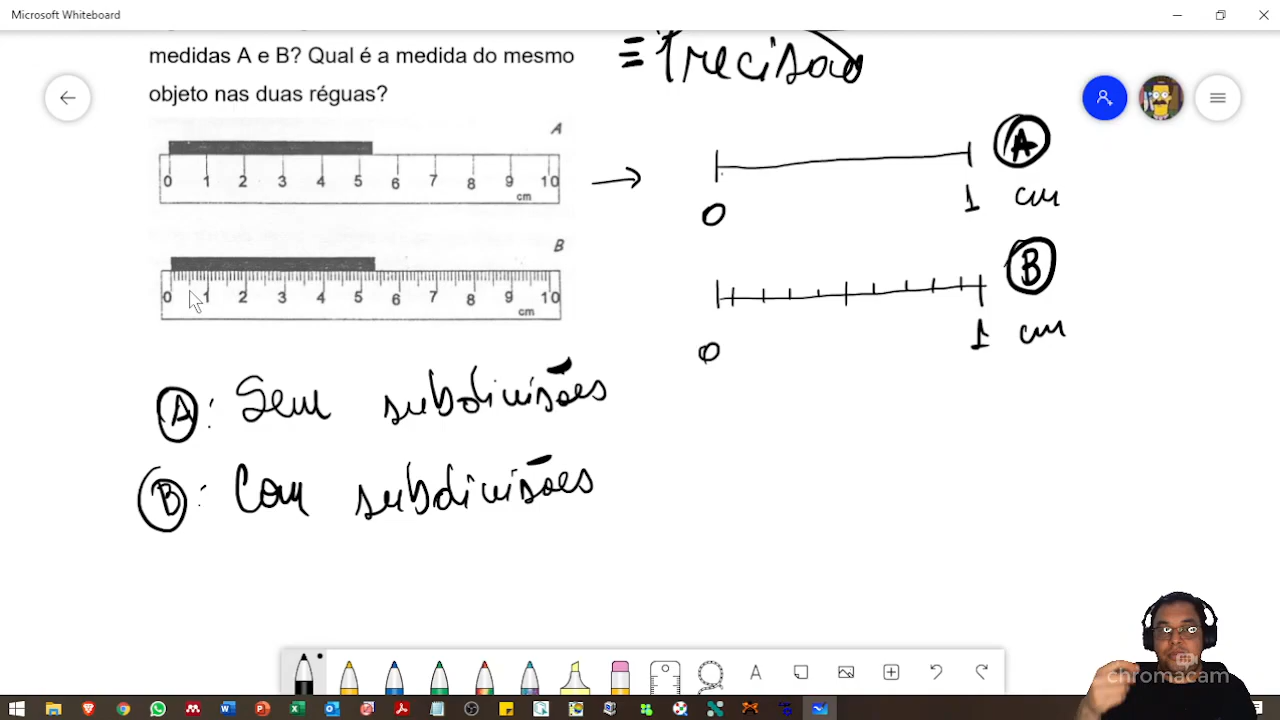 Microsoft Whiteboard
medidas A e B? Qual é a medida do mesmo
objeto nas duas réguas?
≡ Precisão
A
0 1 2 3 4 5 6 7 8 9 10
cm
B
0 1 2 3 4 5 6 7 8 9 10
cm
A
0 1 cm
B
0 1 cm
A: Sem subdivisões
B: Com subdivisões
chromacam